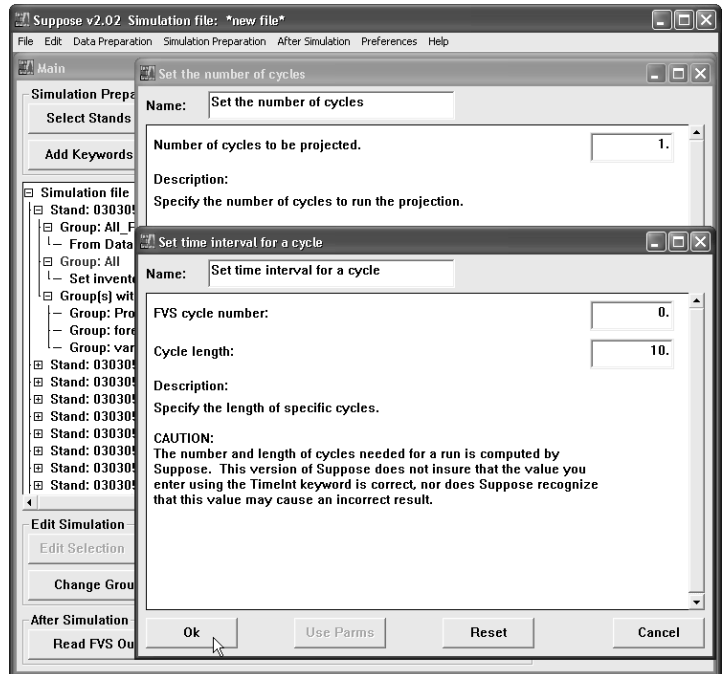 Suppose v2.02 Simulation file: *new file*
File Edit Data Preparation Simulation Preparation After Simulation Preferences Help
Main
Simulation Prepa
Select Stands
Add Keywords
Simulation file
Stand: 030305
Group: All_F
From Data
Group: All
Set invento
Group(s) wit
Group: Pro
Group: fore
Group: var
Stand: 030305
Stand: 030305
Stand: 030305
Stand: 030305
Stand: 030305
Stand: 030305
Stand: 030305
Stand: 030305
Edit Simulation
Edit Selection
Change Grou
After Simulation
Read FVS Ou
Set the number of cycles
Name: Set the number of cycles
Number of cycles to be projected. 1.
Description:
Specify the number of cycles to run the projection.
Set time interval for a cycle
Name: Set time interval for a cycle
FVS cycle number: 0.
Cycle length: 10.
Description:
Specify the length of specific cycles.
CAUTION:
The number and length of cycles needed for a run is computed by
Suppose. This version of Suppose does not insure that the value you
enter using the TimeInt keyword is correct, nor does Suppose recognize
that this value may cause an incorrect result.
Ok Use Parms Reset Cancel